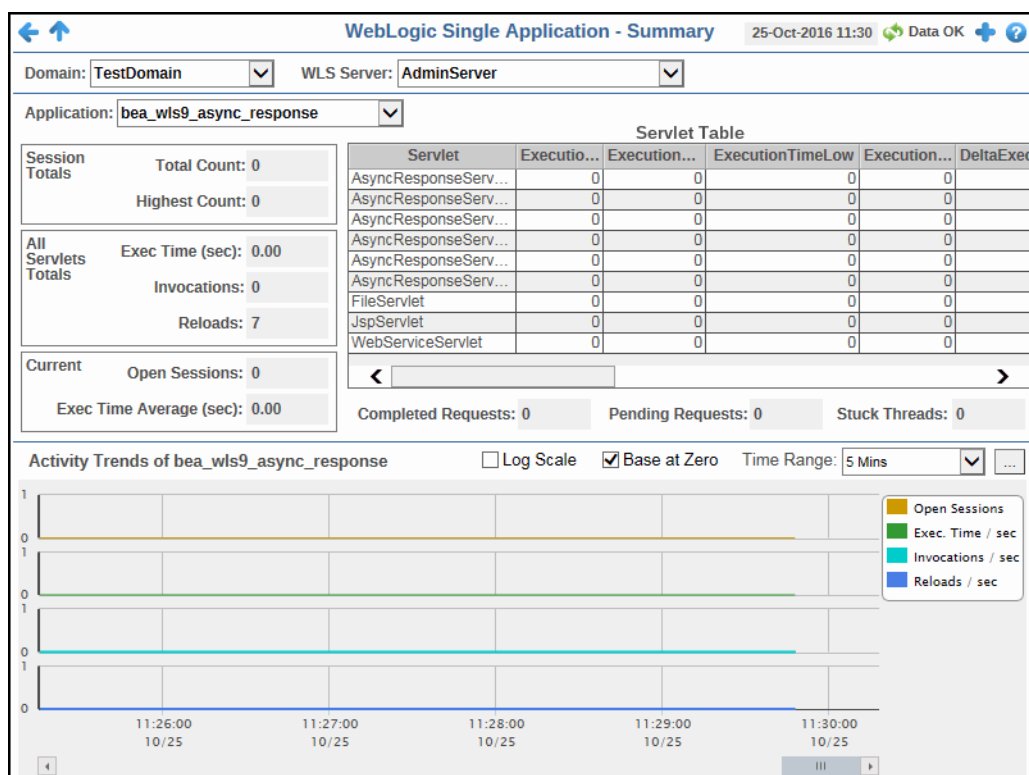 WebLogic Single Application - Summary 25-Oct-2016 11:30 Data OK
Domain: TestDomain WLS Server: AdminServer
Application: bea_wls9_async_response
Servlet Table
Session Totals
Total Count: 0
Highest Count: 0
All Servlets Totals
Exec Time (sec): 0.00
Invocations: 0
Reloads: 7
Current
Open Sessions: 0
Exec Time Average (sec): 0.00
Servlet Executio... Execution... ExecutionTimeLow Execution... DeltaExec
AsyncResponseServ... 0 0 0 0
AsyncResponseServ... 0 0 0 0
AsyncResponseServ... 0 0 0 0
AsyncResponseServ... 0 0 0 0
AsyncResponseServ... 0 0 0 0
AsyncResponseServ... 0 0 0 0
FileServlet 0 0 0 0
JspServlet 0 0 0 0
WebServiceServlet 0 0 0 0
Completed Requests: 0 Pending Requests: 0 Stuck Threads: 0
Activity Trends of bea_wls9_async_response Log Scale Base at Zero Time Range: 5 Mins ...
1
0
1
0
1
0
1
0
11:26:00 11:27:00 11:28:00 11:29:00 11:30:00
10/25 10/25 10/25 10/25 10/25
Open Sessions
Exec. Time / sec
Invocations / sec
Reloads / sec